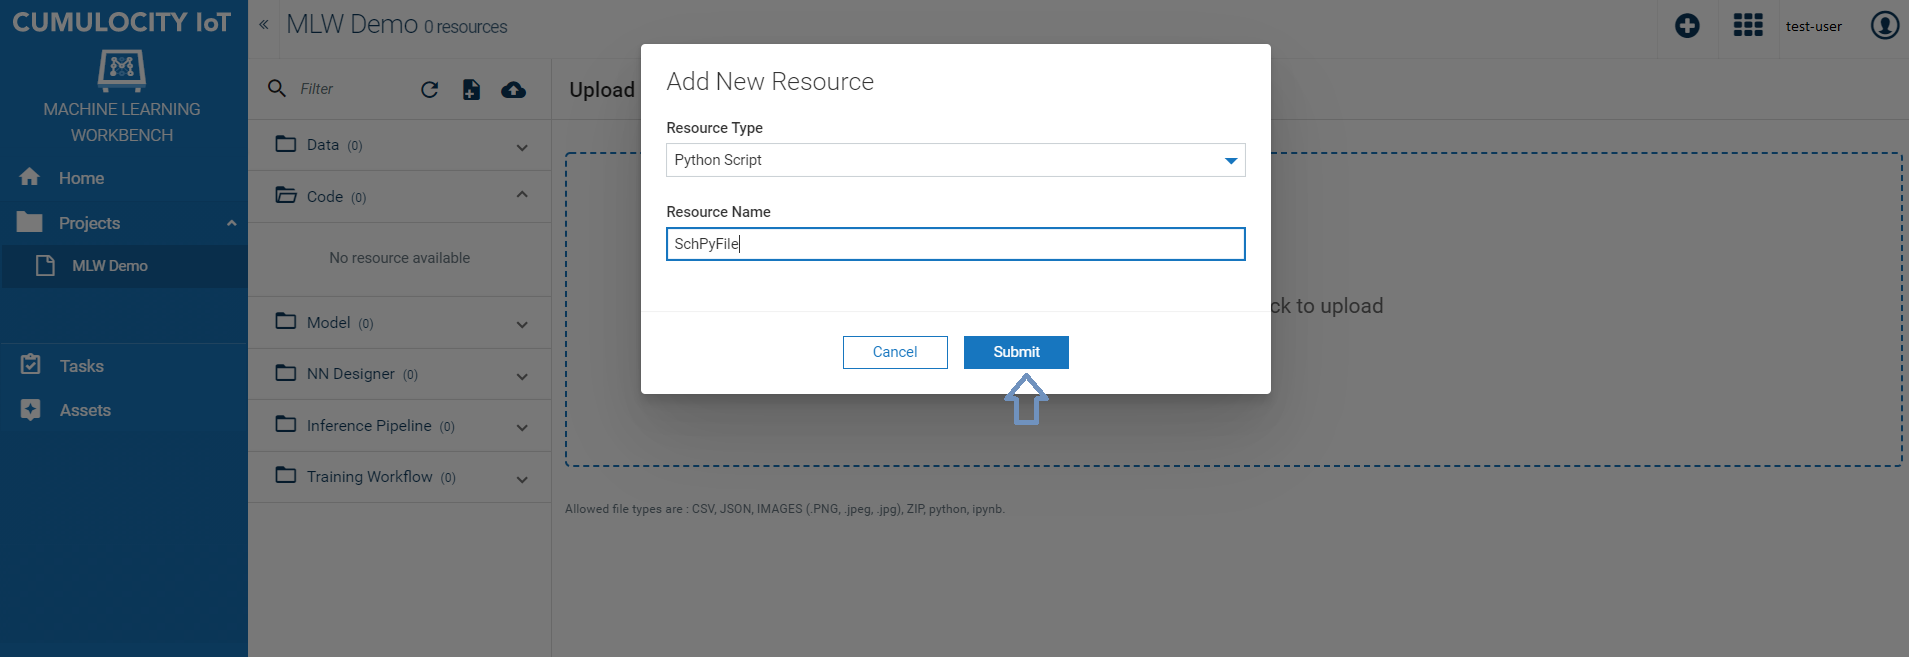 CUMULOCITY IoT
MACHINE LEARNING
WORKBENCH
Home
Projects
MLW Demo
Tasks
Assets
«
MLW Demo 0 resources
test-user
Filter
Data (0)
Code (0)
No resource available
Model (0)
NN Designer (0)
Inference Pipeline (0)
Training Workflow (0)
Upload
ck to upload
Allowed file types are : CSV, JSON, IMAGES (.PNG, .jpeg, .jpg), ZIP, python, ipynb.
Add New Resource
Resource Type
Python Script
Resource Name
SchPyFile
Cancel
Submit